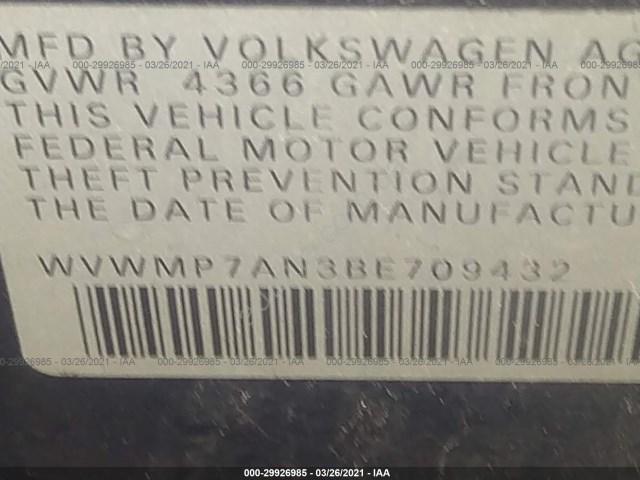 MFD BY VOLKSWAGEN AG
GVWR 4366 GAWR FRON
THIS VEHICLE CONFORMS
FEDERAL MOTOR VEHICLE
THEFT PREVENTION STAND
THE DATE OF MANUFACTU
WVWMP7AN3BE709432
000-29926985 - 03/26/2021 - IAA